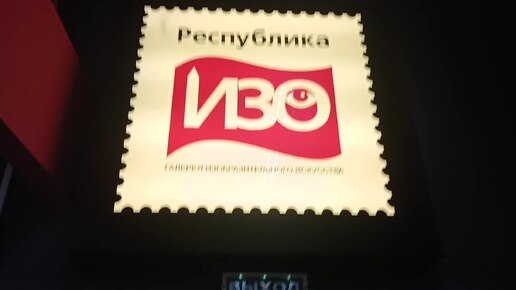 Республика
ИЗО
ГАЛЕРЕЯ ИЗОБРАЗИТЕЛЬНОГО ИСКУССТВА
ВЫХОД